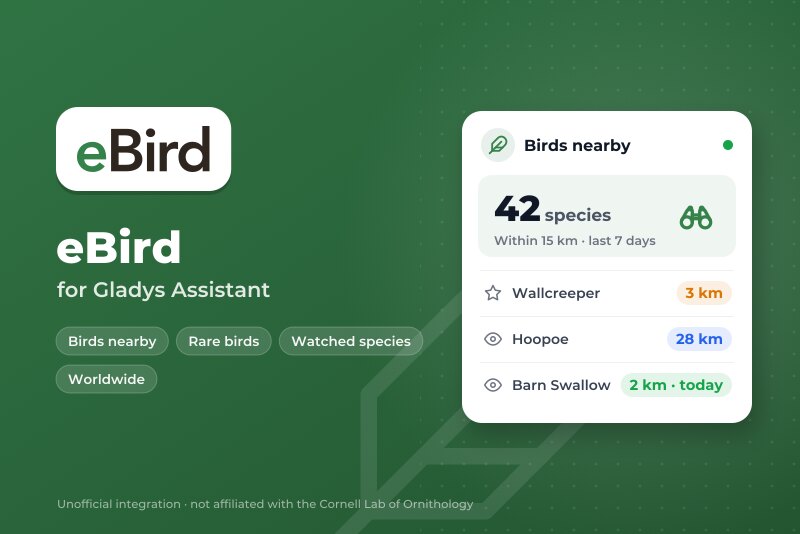 eBird
eBird
for Gladys Assistant
Birds nearby
Rare birds
Watched species
Worldwide
Unofficial integration · not affiliated with the Cornell Lab of Ornithology
Birds nearby
42 species
Within 15 km · last 7 days
Wallcreeper
3 km
Hoopoe
28 km
Barn Swallow
2 km · today